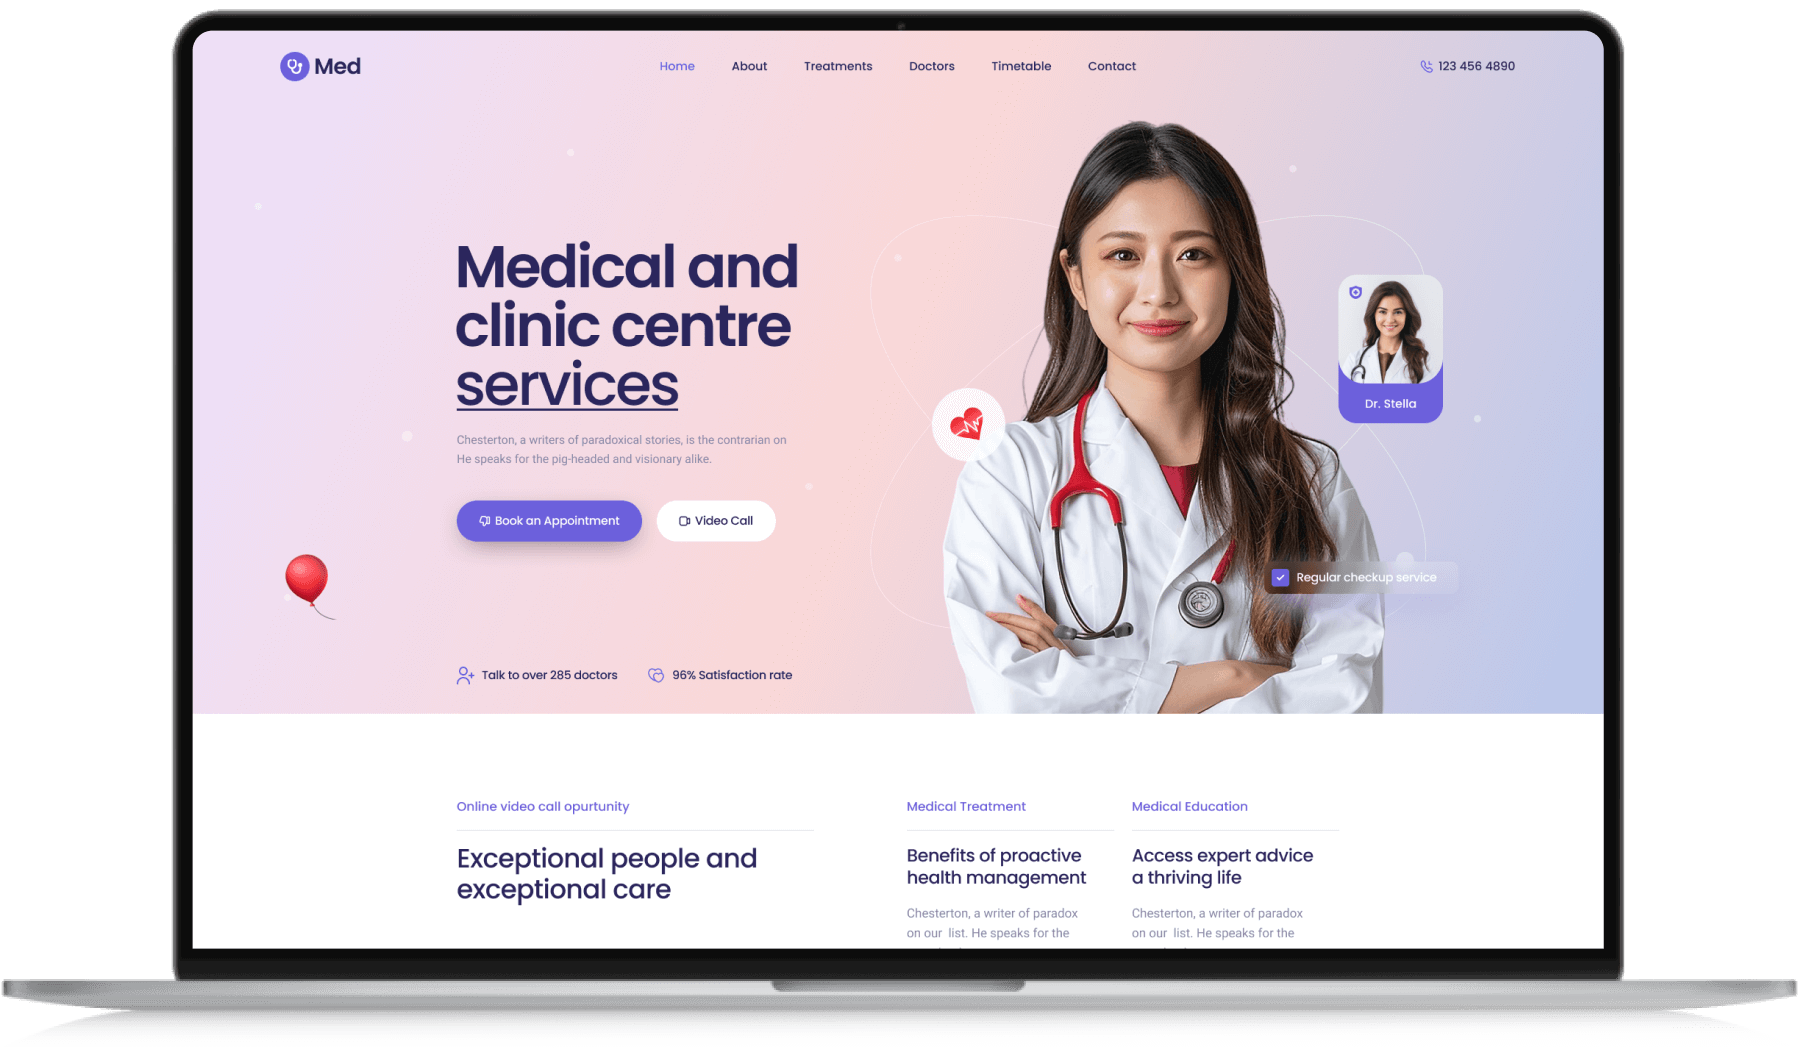 Med
Home
About
Treatments
Doctors
Timetable
Contact
123 456 4890
Medical and
clinic centre
services
Chesterton, a writers of paradoxical stories, is the contrarian on
He speaks for the pig-headed and visionary alike.
Book an Appointment
Video Call
Talk to over 285 doctors
96% Satisfaction rate
Dr. Stella
Regular checkup service
Online video call opurtunity
Exceptional people and
exceptional care
Medical Treatment
Benefits of proactive
health management
Chesterton, a writer of paradox
on our  list. He speaks for the
Medical Education
Access expert advice
a thriving life
Chesterton, a writer of paradox
on our  list. He speaks for the